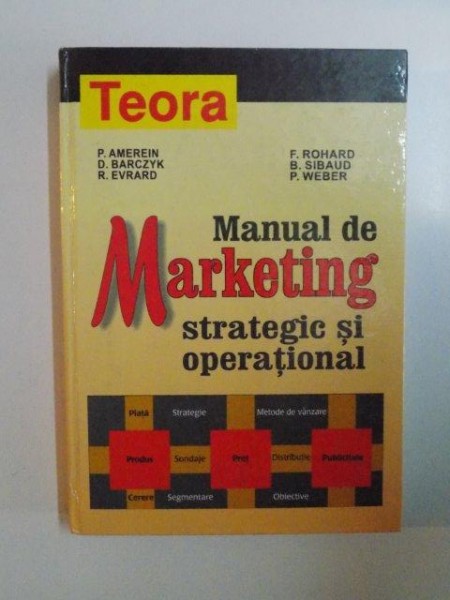 Teora
P. AMEREIN
D. BARCZYK
R. EVRARD
F. ROHARD
B. SIBAUD
P. WEBER
Manual de
Marketing
strategic și
operațional
Piață Strategie Metode de vânzare
Produs Sondaje Preț Distribuție Publicitate
Cerere Segmentare Obiective